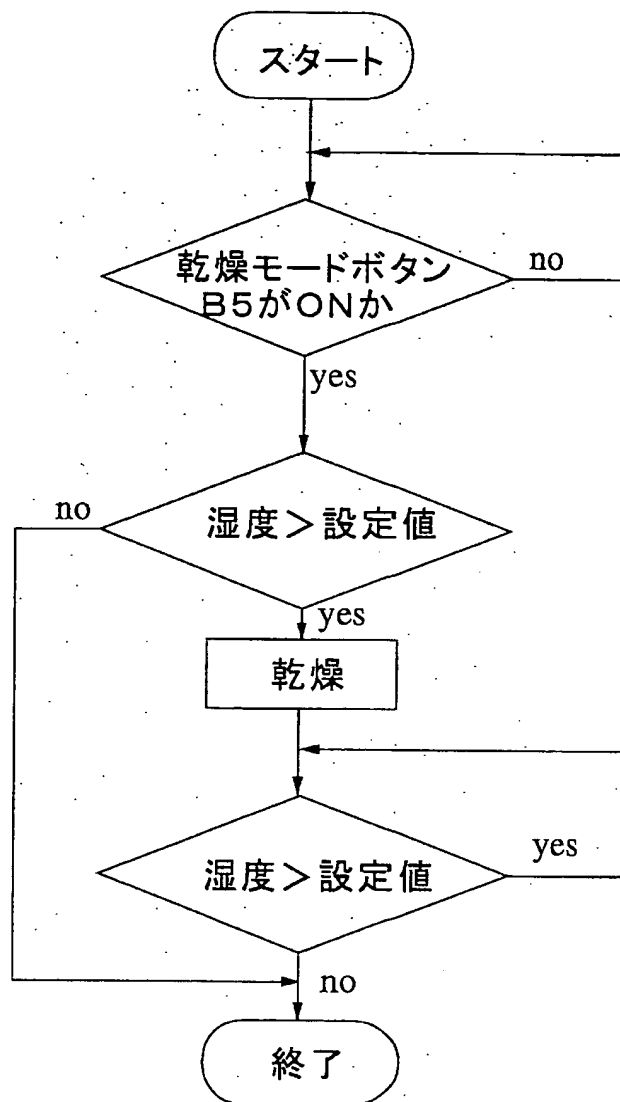 スタート
乾燥モードボタン
B5がONか
no
yes
湿度>設定値
no
yes
乾燥
湿度>設定値
yes
no
終了